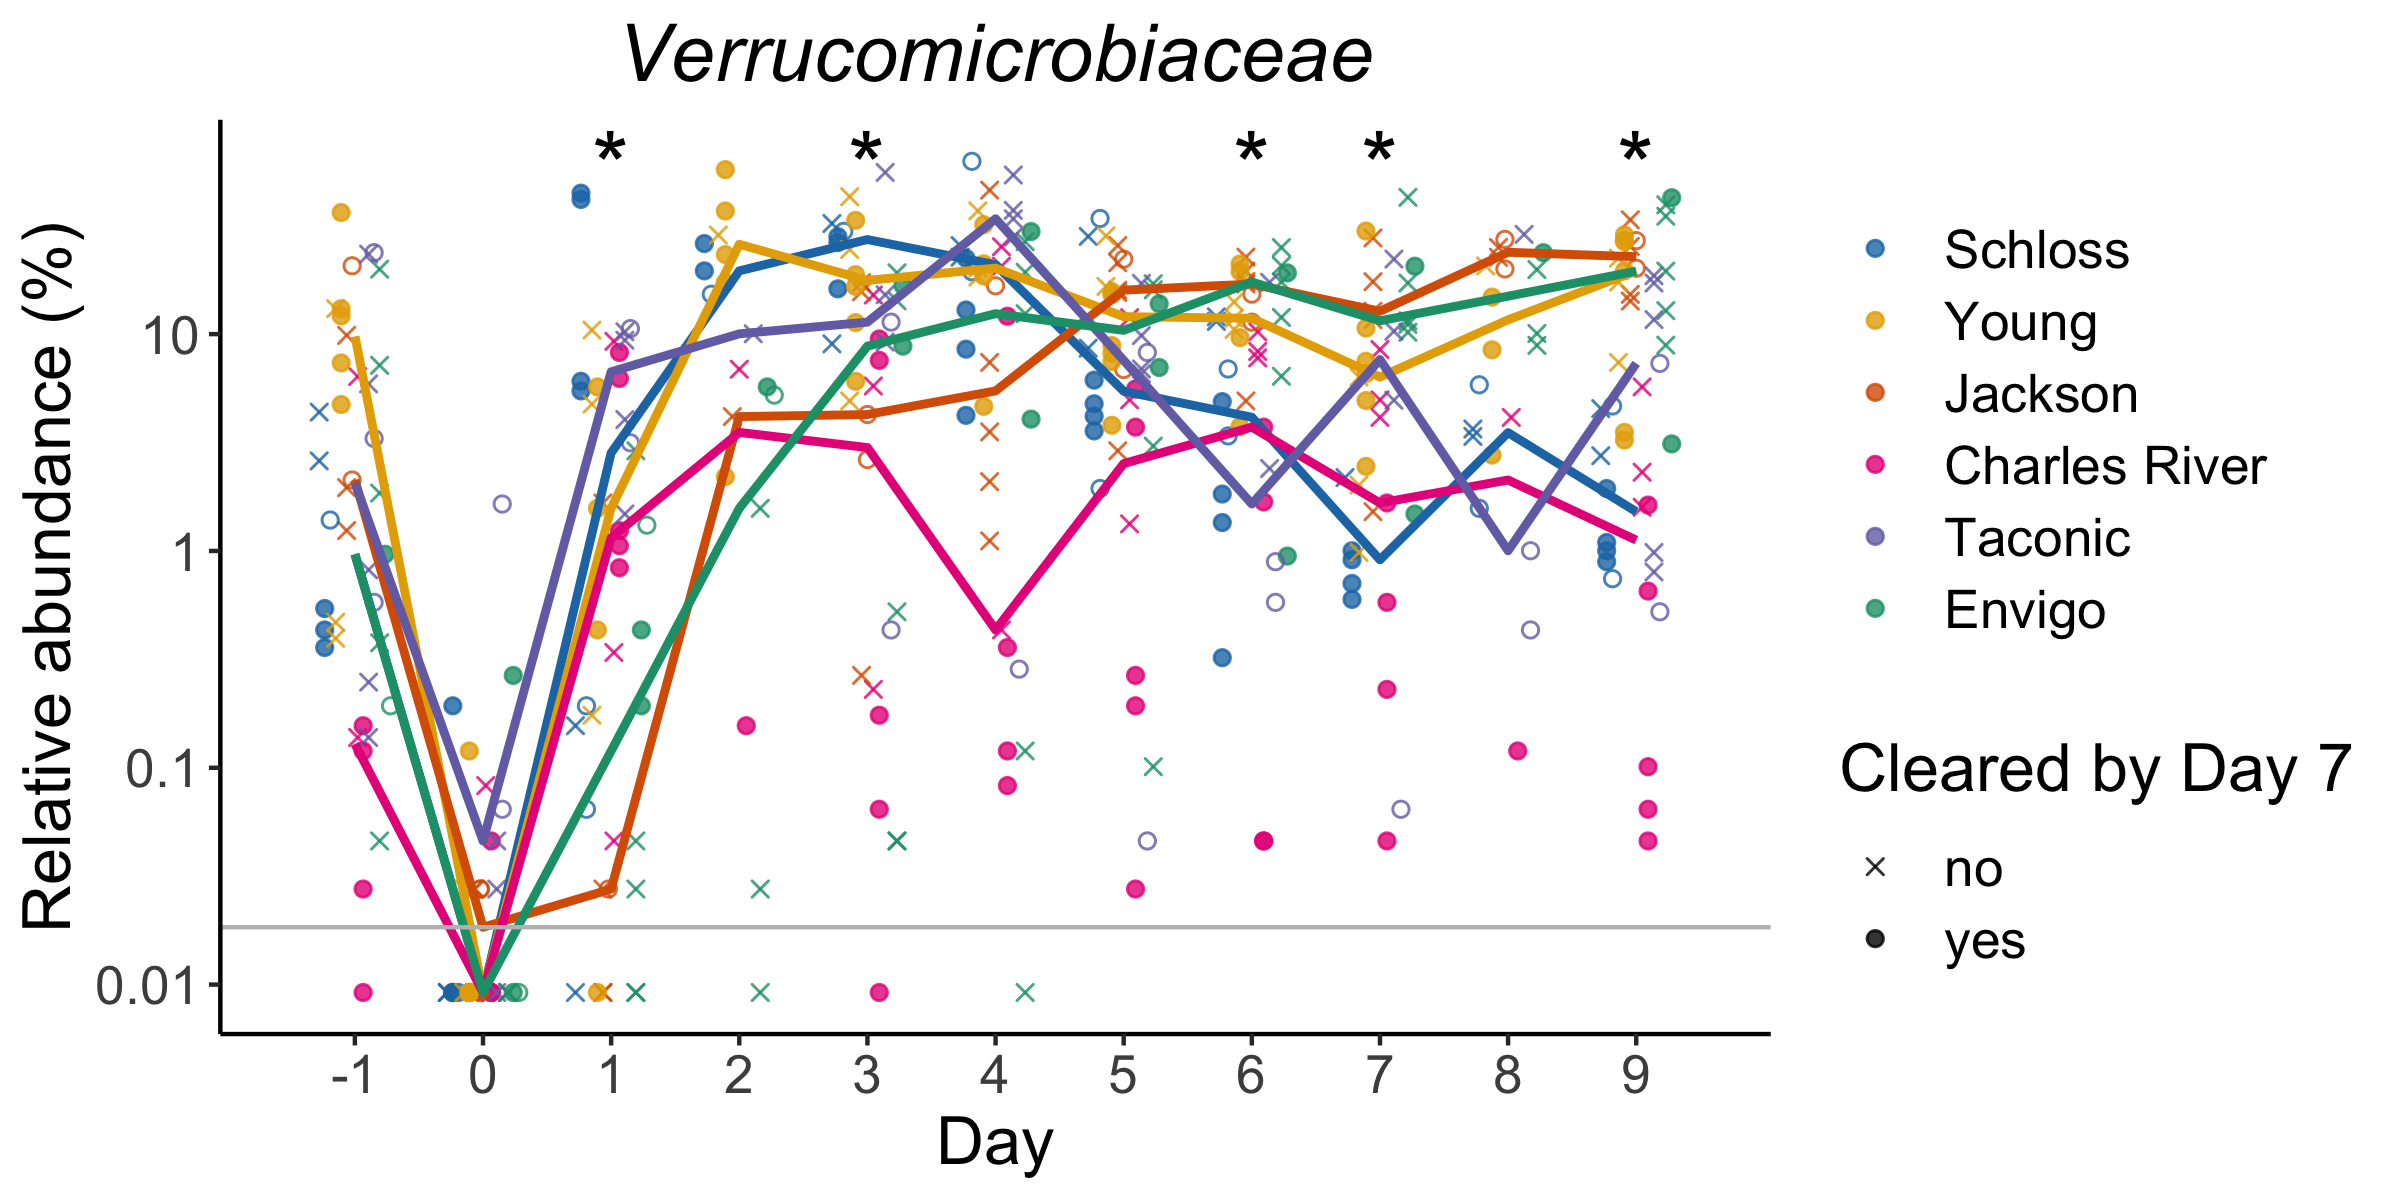 Verrucomicrobiaceae
* * * * *
Relative abundance (%)
10
1
0.1
0.01
-1 0 1 2 3 4 5 6 7 8 9
Day
Schloss
Young
Jackson
Charles River
Taconic
Envigo
Cleared by Day 7
no
yes